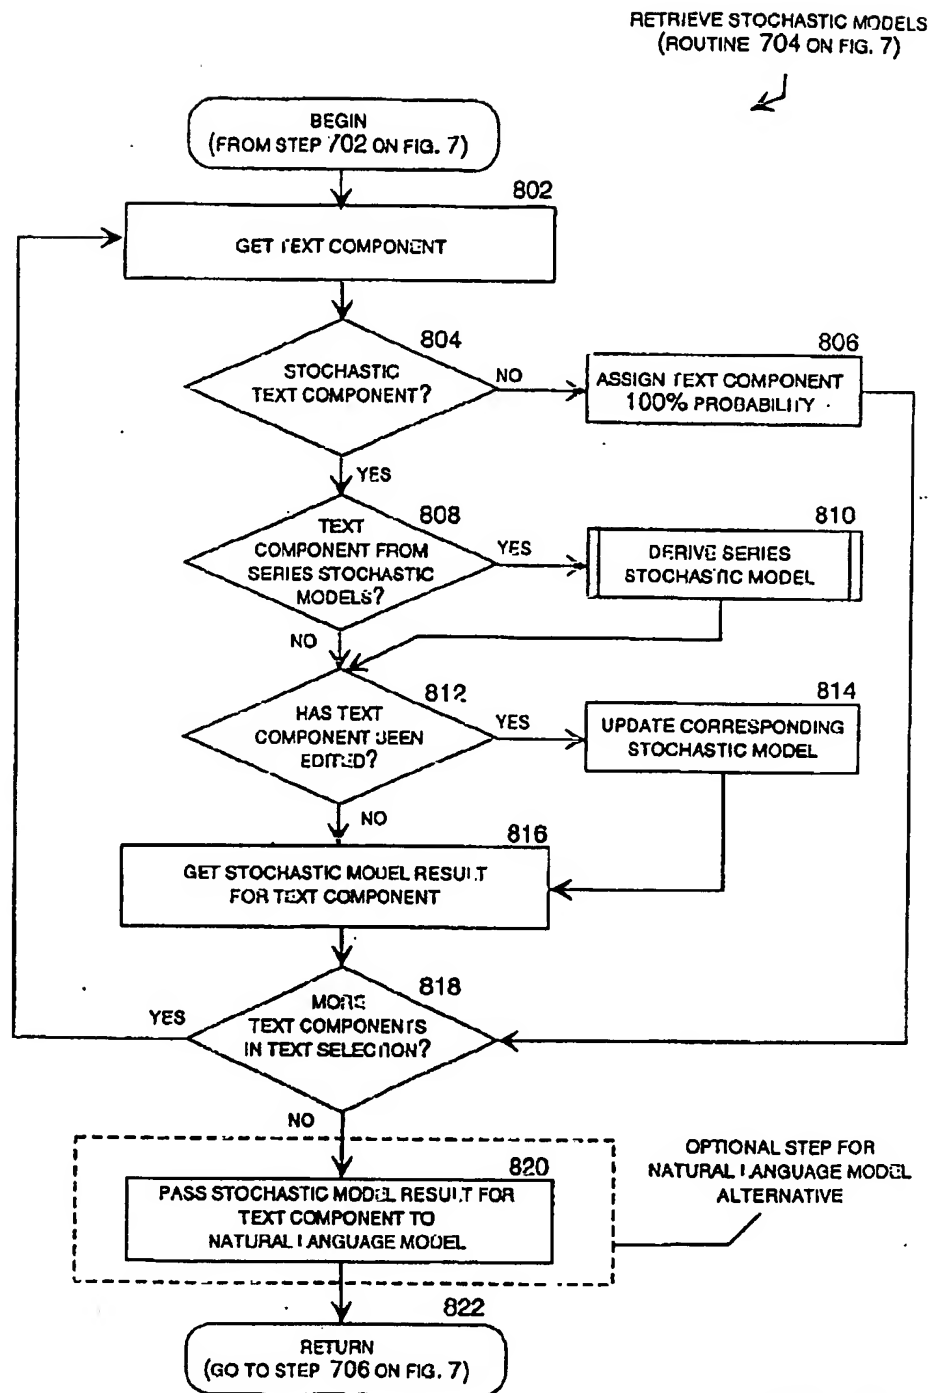 RETRIEVE STOCHASTIC MODELS
(ROUTINE 704 ON FIG. 7)
BEGIN
(FROM STEP 702 ON FIG. 7)
802
GET TEXT COMPONENT
804
STOCHASTIC
TEXT COMPONENT?
NO
806
ASSIGN TEXT COMPONENT
100% PROBABILITY
YES
808
TEXT
COMPONENT FROM
SERIES STOCHASTIC
MODELS?
YES
810
DERIVE SERIES
STOCHASTIC MODEL
NO
812
HAS TEXT
COMPONENT BEEN
EDITED?
YES
814
UPDATE CORRESPONDING
STOCHASTIC MODEL
NO
816
GET STOCHASTIC MODEL RESULT
FOR TEXT COMPONENT
818
MORE
TEXT COMPONENTS
IN TEXT SELECTION?
YES
NO
820
PASS STOCHASTIC MODEL RESULT FOR
TEXT COMPONENT TO
NATURAL LANGUAGE MODEL
OPTIONAL STEP FOR
NATURAL LANGUAGE MODEL
ALTERNATIVE
822
RETURN
(GO TO STEP 706 ON FIG. 7)